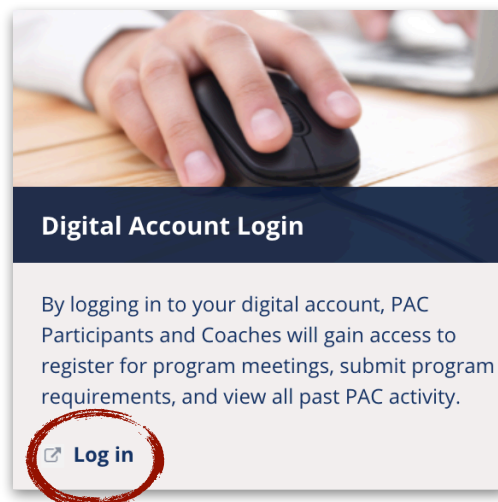 Digital Account Login
By logging in to your digital account, PAC
Participants and Coaches will gain access to
register for program meetings, submit program
requirements, and view all past PAC activity.
Log in